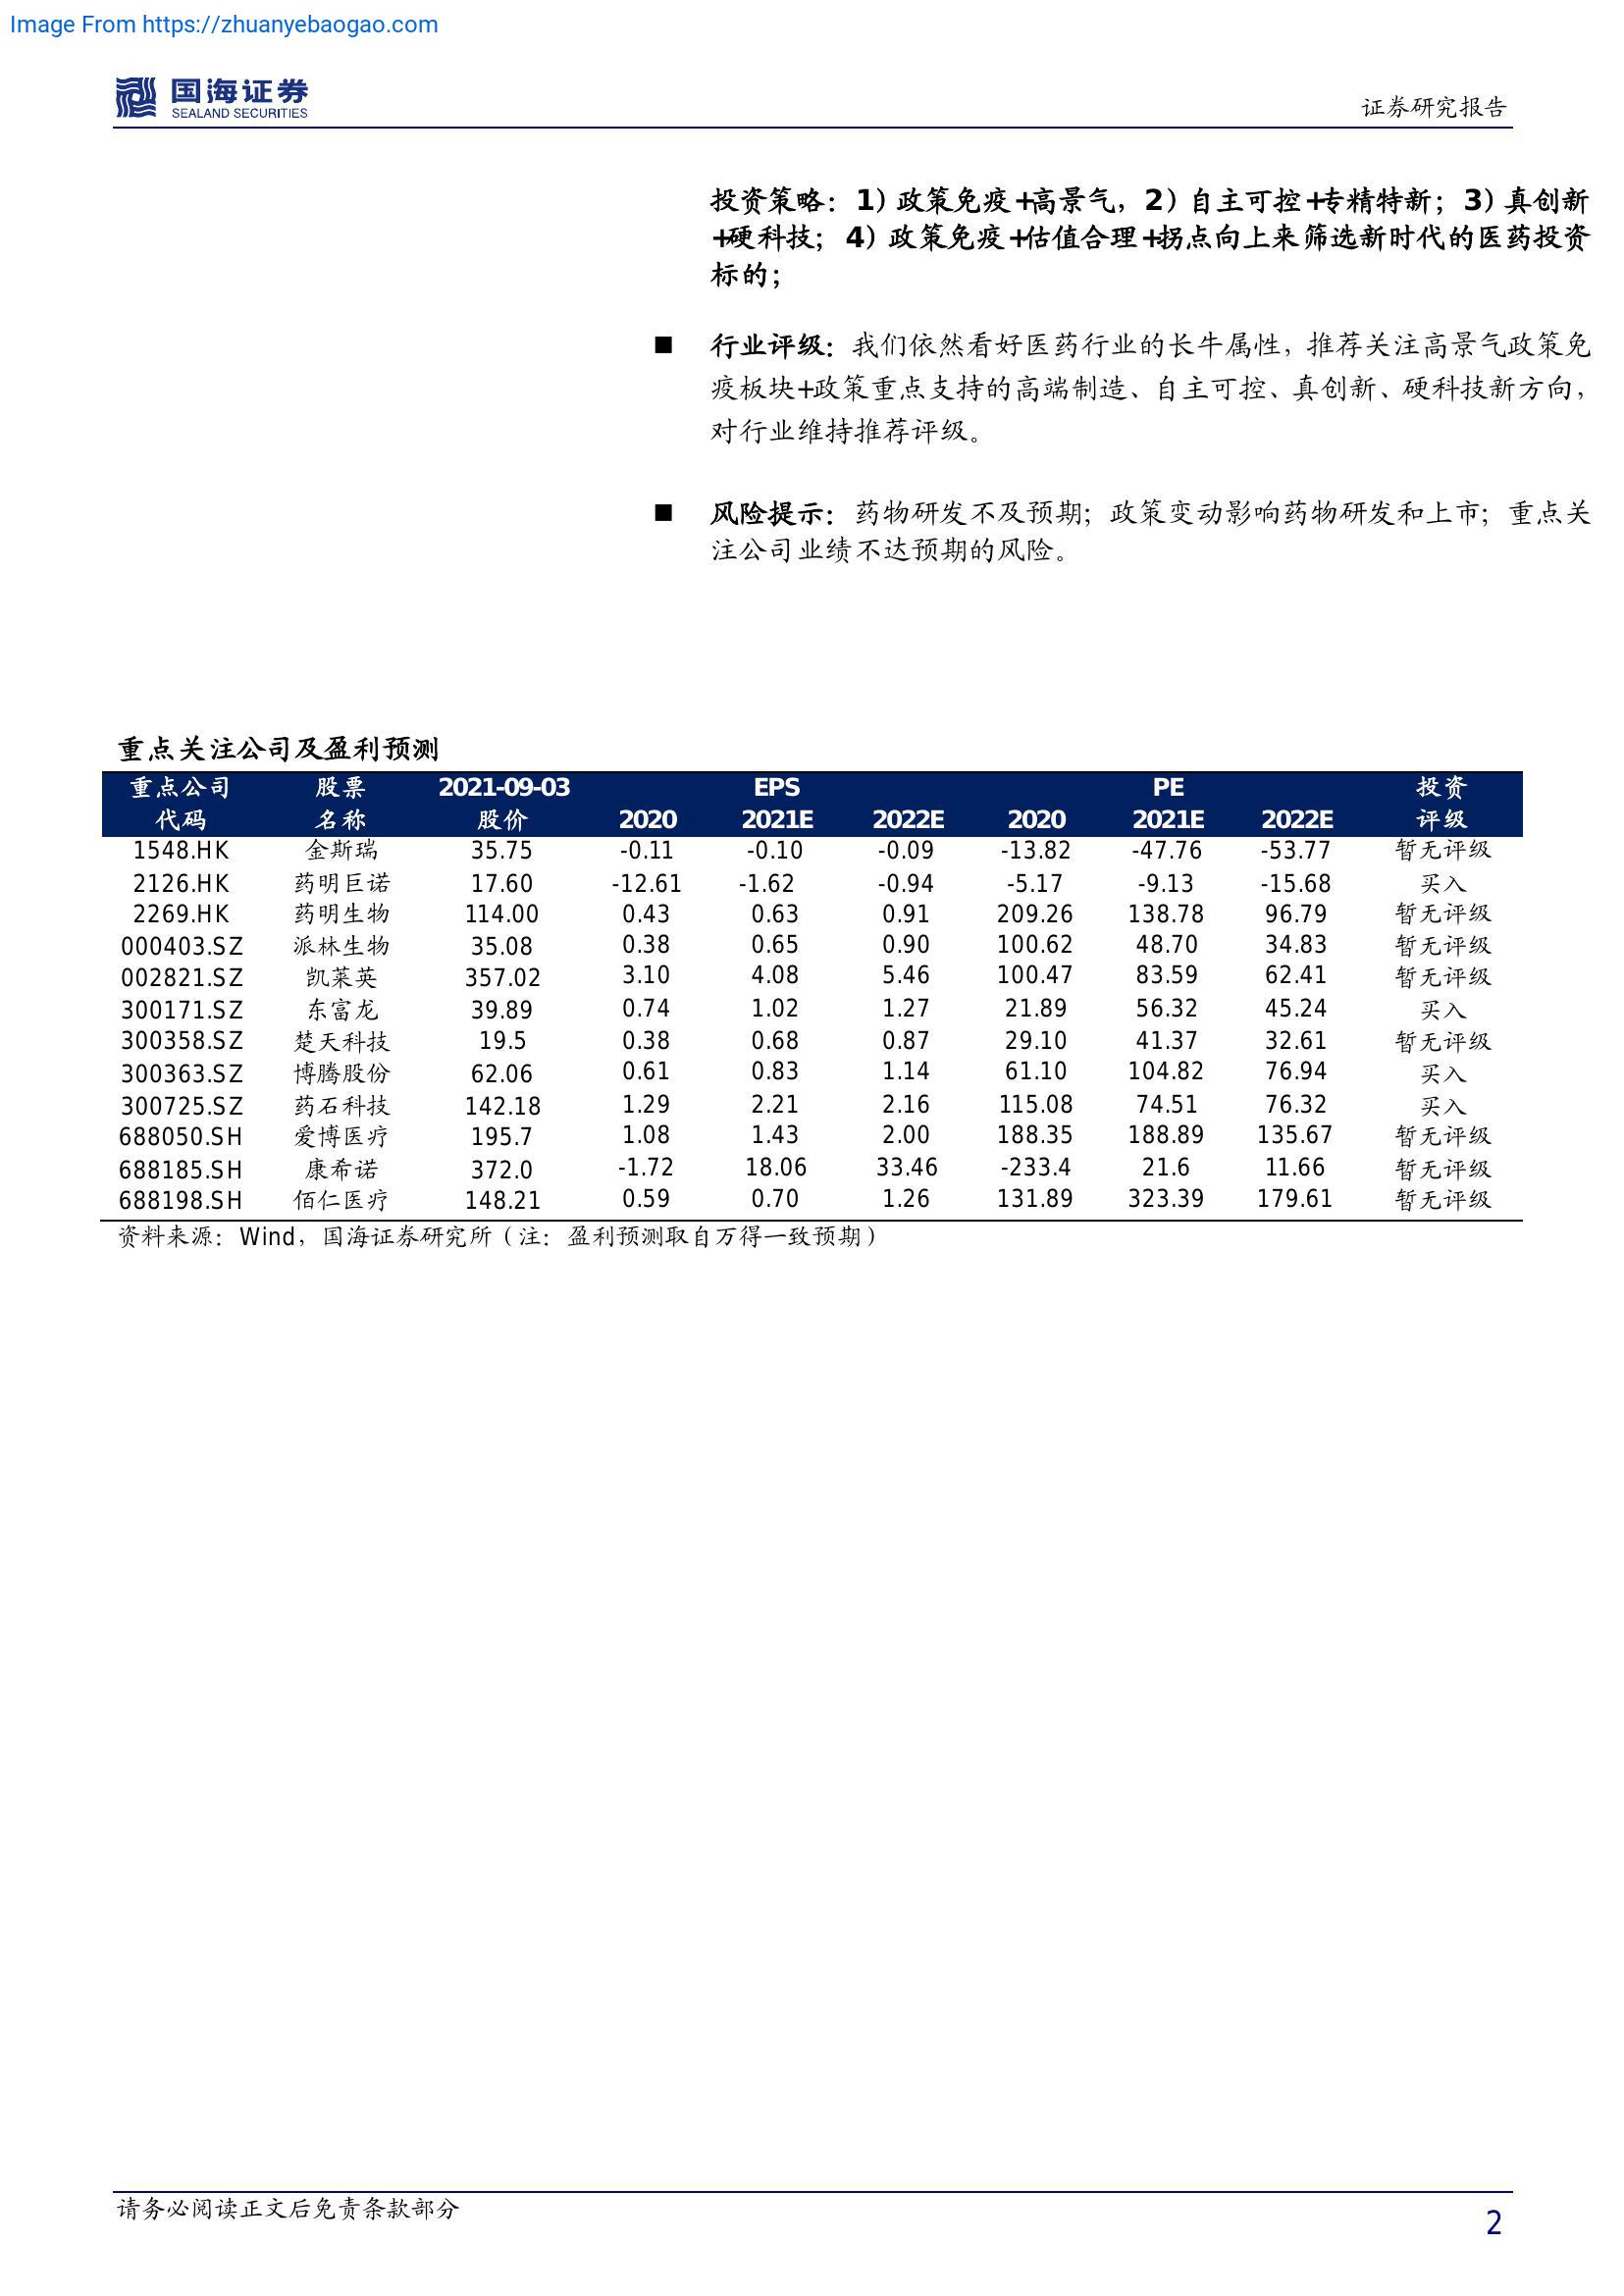 Image From https://zhuanyebaogao.com
国海证券
SEALAND SECURITIES
证券研究报告
投资策略：1）政策免疫+高景气，2）自主可控+专精特新；3）真创新
+硬科技；4）政策免疫+估值合理+拐点向上来筛选新时代的医药投资
标的；
■ 行业评级：我们依然看好医药行业的长牛属性，推荐关注高景气政策免
疫板块+政策重点支持的高端制造、自主可控、真创新、硬科技新方向，
对行业维持推荐评级。
■ 风险提示：药物研发不及预期；政策变动影响药物研发和上市；重点关
注公司业绩不达预期的风险。
重点关注公司及盈利预测
重点公司 股票 2021-09-03 EPS PE 投资
代码 名称 股价 2020 2021E 2022E 2020 2021E 2022E 评级
1548.HK 金斯瑞 35.75 -0.11 -0.10 -0.09 -13.82 -47.76 -53.77 暂无评级
2126.HK 药明巨诺 17.60 -12.61 -1.62 -0.94 -5.17 -9.13 -15.68 买入
2269.HK 药明生物 114.00 0.43 0.63 0.91 209.26 138.78 96.79 暂无评级
000403.SZ 派林生物 35.08 0.38 0.65 0.90 100.62 48.70 34.83 暂无评级
002821.SZ 凯莱英 357.02 3.10 4.08 5.46 100.47 83.59 62.41 暂无评级
300171.SZ 东富龙 39.89 0.74 1.02 1.27 21.89 56.32 45.24 买入
300358.SZ 楚天科技 19.5 0.38 0.68 0.87 29.10 41.37 32.61 暂无评级
300363.SZ 博腾股份 62.06 0.61 0.83 1.14 61.10 104.82 76.94 买入
300725.SZ 药石科技 142.18 1.29 2.21 2.16 115.08 74.51 76.32 买入
688050.SH 爱博医疗 195.7 1.08 1.43 2.00 188.35 188.89 135.67 暂无评级
688185.SH 康希诺 372.0 -1.72 18.06 33.46 -233.4 21.6 11.66 暂无评级
688198.SH 佰仁医疗 148.21 0.59 0.70 1.26 131.89 323.39 179.61 暂无评级
资料来源：Wind，国海证券研究所（注：盈利预测取自万得一致预期）
请务必阅读正文后免责条款部分
2